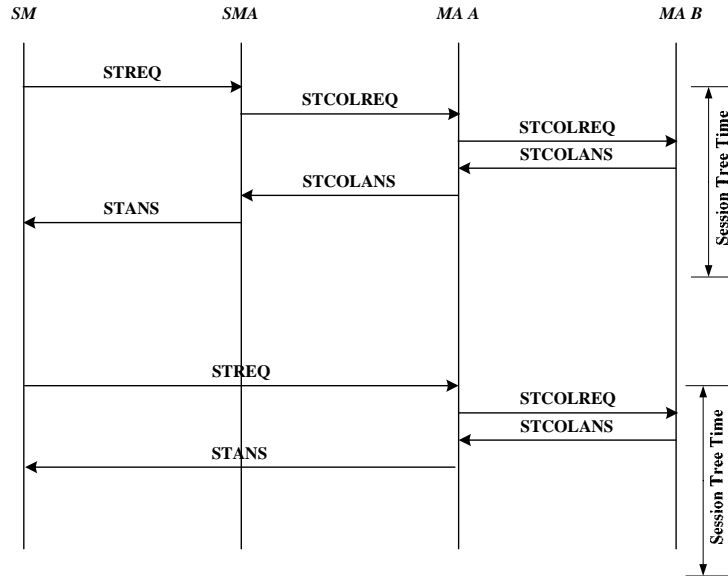 SM SMA MA A MA B
STREQ
STCOLREQ
STCOLREQ
STCOLANS
STCOLANS
STANS
Session Tree Time
STREQ
STCOLREQ
STCOLANS
STANS
Session Tree Time